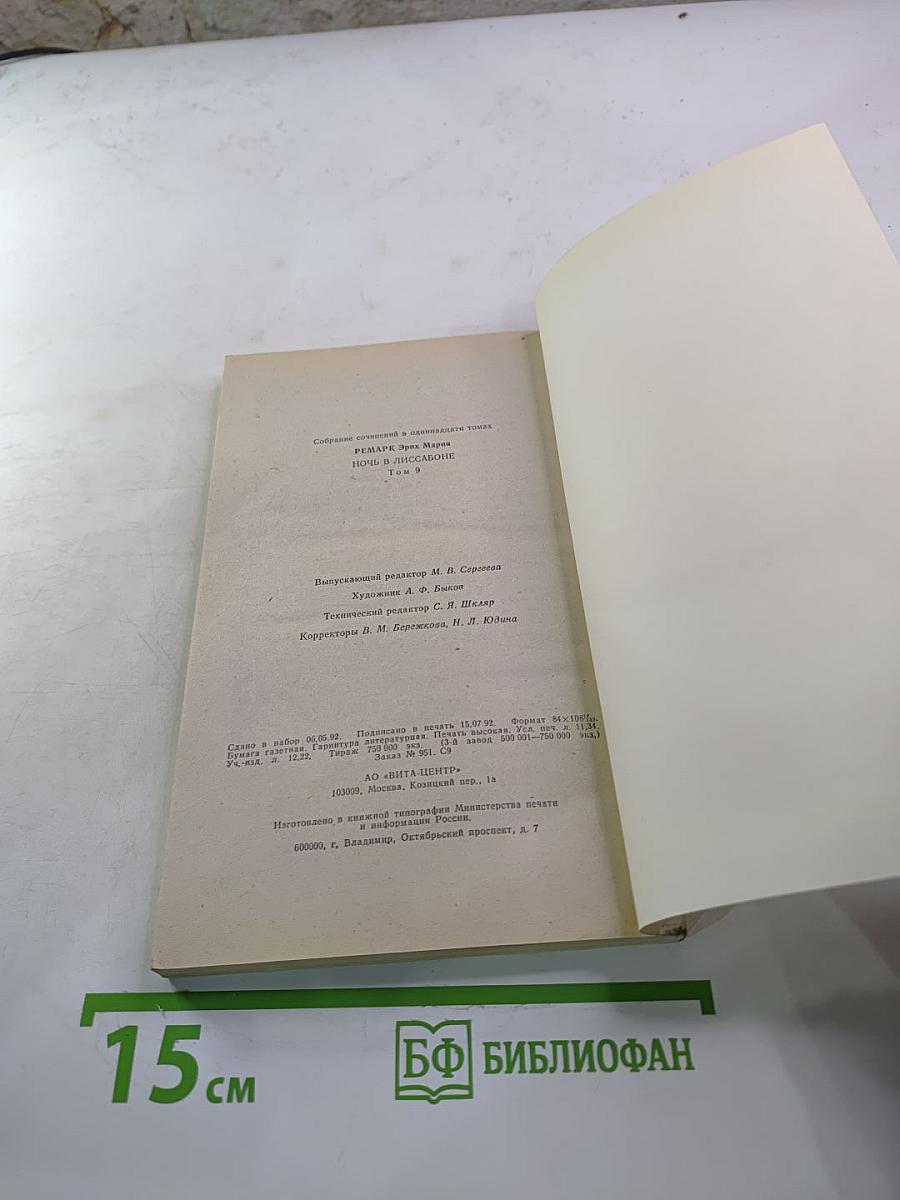 Собрание сочинений в одиннадцати томах
РЕМАРК Эрих Мария
НОЧЬ В ЛИССАБОНЕ
Том 9
Выпускающий редактор М. В. Сергеева
Художник А. Ф. Быков
Технический редактор С. Я. Шкляр
Корректоры В. М. Бережкова, Н. Л. Юдина
Сдано в набор 06.05.92. Подписано в печать 15.07.92. Формат 84×108¹/₃₂.
Бумага газетная. Гарнитура литературная. Печать высокая. Усл. печ. л. 11,34.
Уч.-изд. л. 12,22. Тираж 750 000 экз. (3-й завод 500 001—750 000 экз.)
Заказ № 951. С9
АО «ВИТА-ЦЕНТР»
103009, Москва, Козицкий пер., 1а
Изготовлено в книжной типографии Министерства печати
и информации России.
600000, г. Владимир, Октябрьский проспект, д. 7
15 см
БФ БИБЛИОФАН